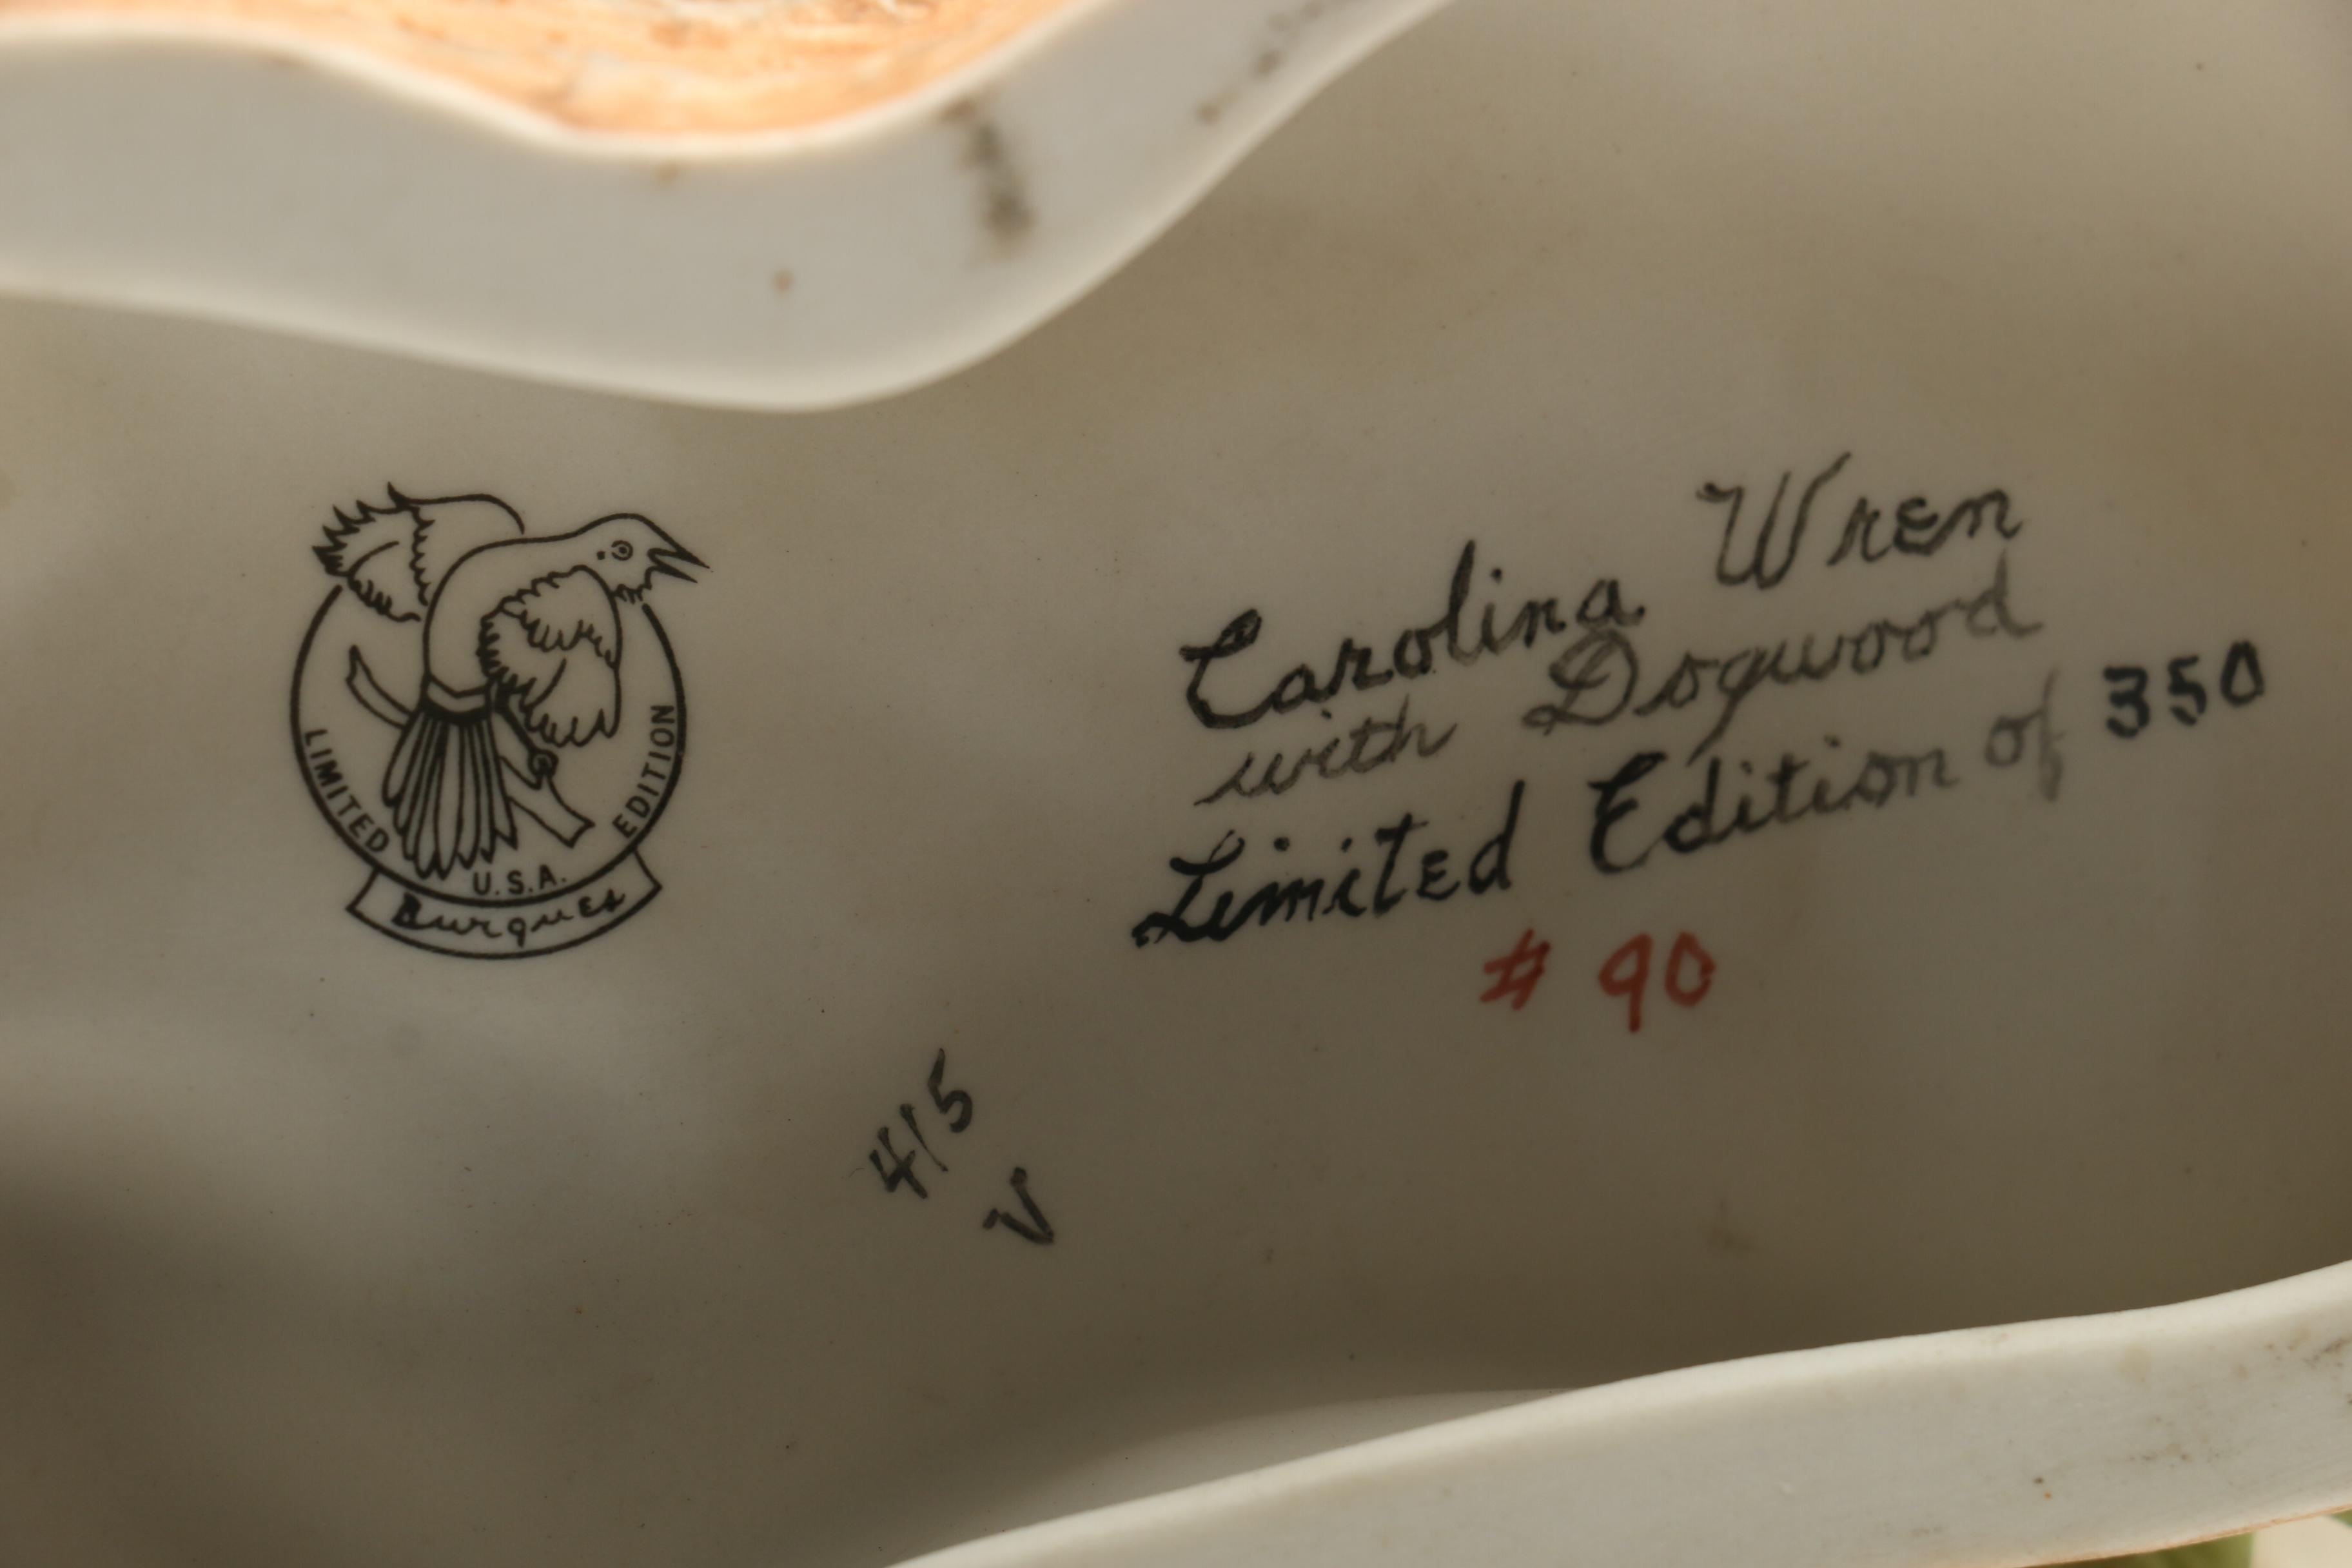 LIMITED EDITION
U.S.A.
Burgues
Carolina Wren
with Dogwood
Limited Edition of 350
# 90
4/5
V